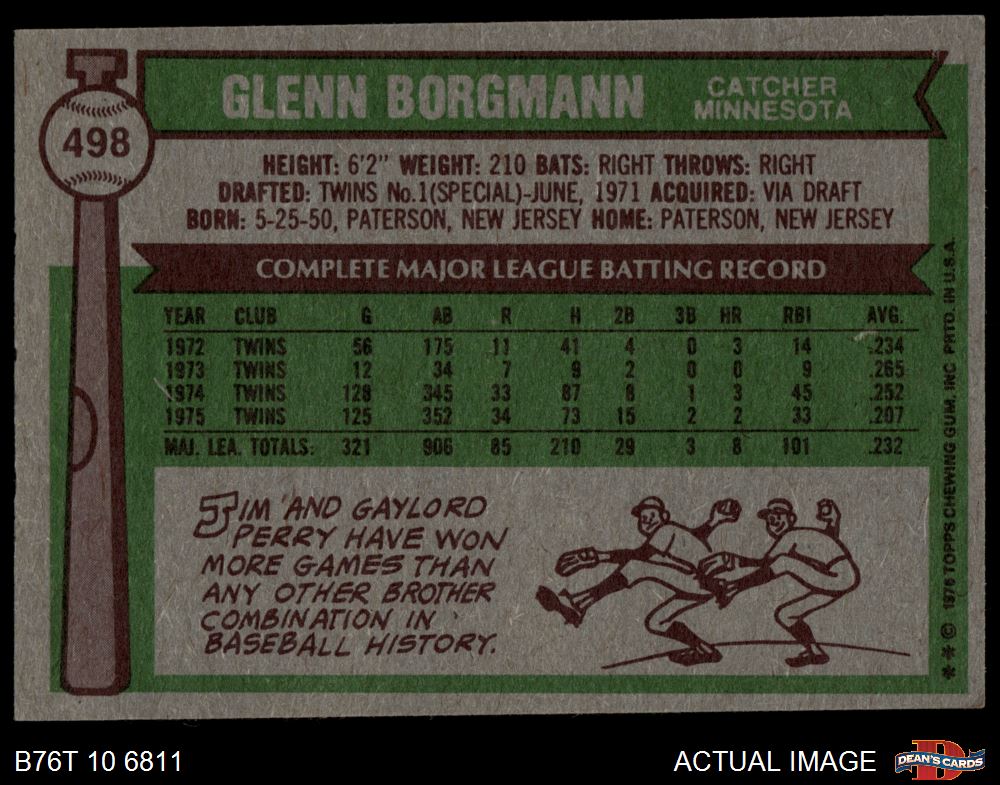 498
GLENN BORGMANN
CATCHER
MINNESOTA
HEIGHT: 6'2" WEIGHT: 210 BATS: RIGHT THROWS: RIGHT
DRAFTED: TWINS No.1(SPECIAL)-JUNE, 1971 ACQUIRED: VIA DRAFT
BORN: 5-25-50, PATERSON, NEW JERSEY HOME: PATERSON, NEW JERSEY
COMPLETE MAJOR LEAGUE BATTING RECORD
YEAR CLUB G AB R H 2B 3B HR RBI AVG.
1972 TWINS 56 175 11 41 4 0 3 14 .234
1973 TWINS 12 34 7 9 2 0 0 9 .265
1974 TWINS 128 345 33 87 8 1 3 45 .252
1975 TWINS 125 352 34 73 15 2 2 33 .207
MAJ. LEA. TOTALS: 321 906 85 210 29 3 8 101 .232
JIM AND GAYLORD
PERRY HAVE WON
MORE GAMES THAN
ANY OTHER BROTHER
COMBINATION IN
BASEBALL HISTORY.
** © 1976 TOPPS CHEWING GUM, INC PRTD. IN U.S.A.
B76T 10 6811
ACTUAL IMAGE
D
DEAN'S CARDS